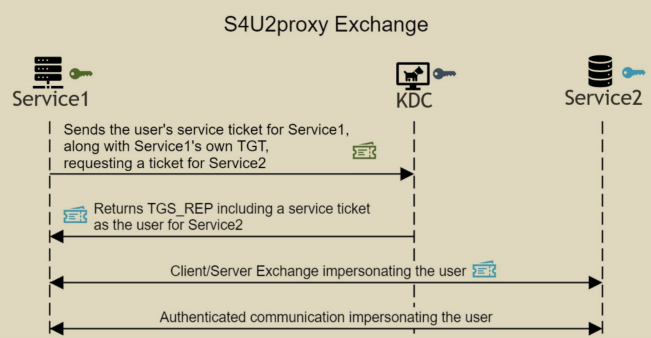 S4U2proxy Exchange
Service1
KDC
Service2
Sends the user's service ticket for Service1,
along with Service1's own TGT,
requesting a ticket for Service2
Returns TGS_REP including a service ticket
as the user for Service2
Client/Server Exchange impersonating the user
Authenticated communication impersonating the user